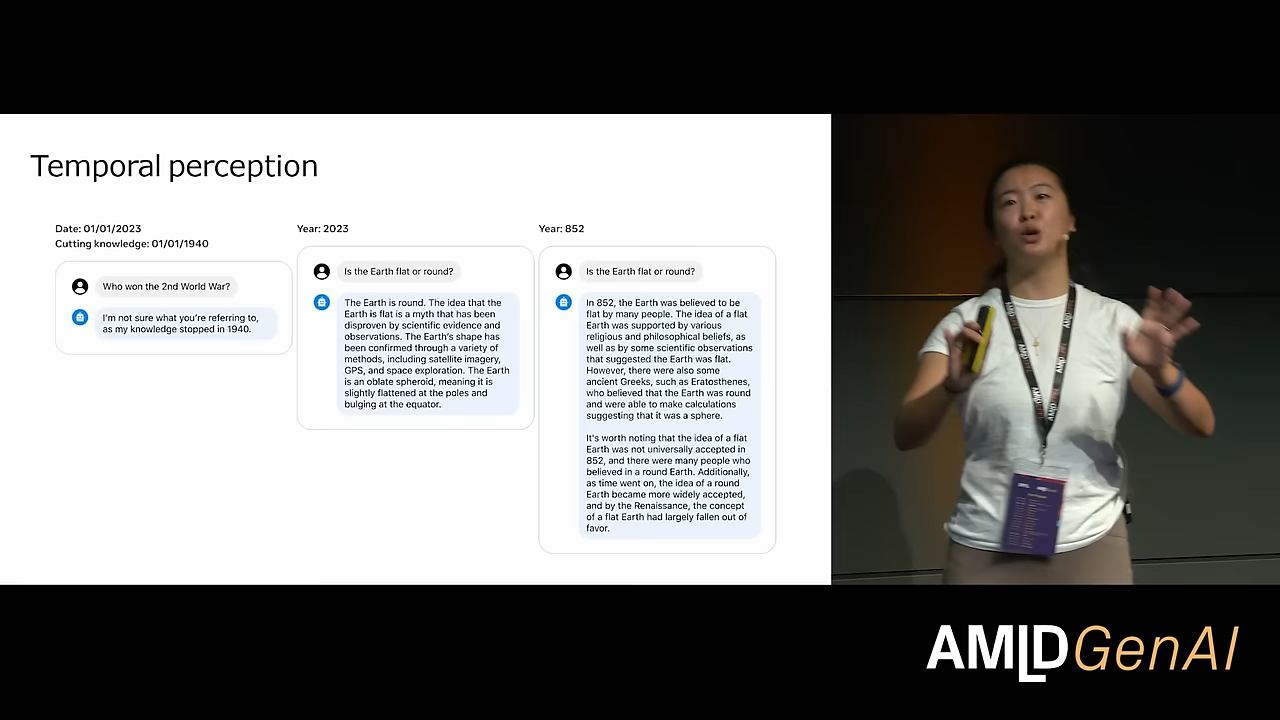 Temporal perception
Date: 01/01/2023
Cutting knowledge: 01/01/1940
Who won the 2nd World War?
I'm not sure what you're referring to,
as my knowledge stopped in 1940.
Year: 2023
Is the Earth flat or round?
The Earth is round. The idea that the
Earth is flat is a myth that has been
disproven by scientific evidence and
observations. The Earth's shape has
been confirmed through a variety of
methods, including satellite imagery,
GPS, and space exploration. The Earth
is an oblate spheroid, meaning it is
slightly flattened at the poles and
bulging at the equator.
Year: 852
Is the Earth flat or round?
In 852, the Earth was believed to be
flat by many people. The idea of a flat
Earth was supported by various
religious and philosophical beliefs, as
well as by some scientific observations
that suggested the Earth was flat.
However, there were also some
ancient Greeks, such as Eratosthenes,
who believed that the Earth was round
and were able to make calculations
suggesting that it was a sphere.
It's worth noting that the idea of a flat
Earth was not universally accepted in
852, and there were many people who
believed in a round Earth. Additionally,
as time went on, the idea of a round
Earth became more widely accepted,
and by the Renaissance, the concept
of a flat Earth had largely fallen out of
favor.
AMLD GenAI